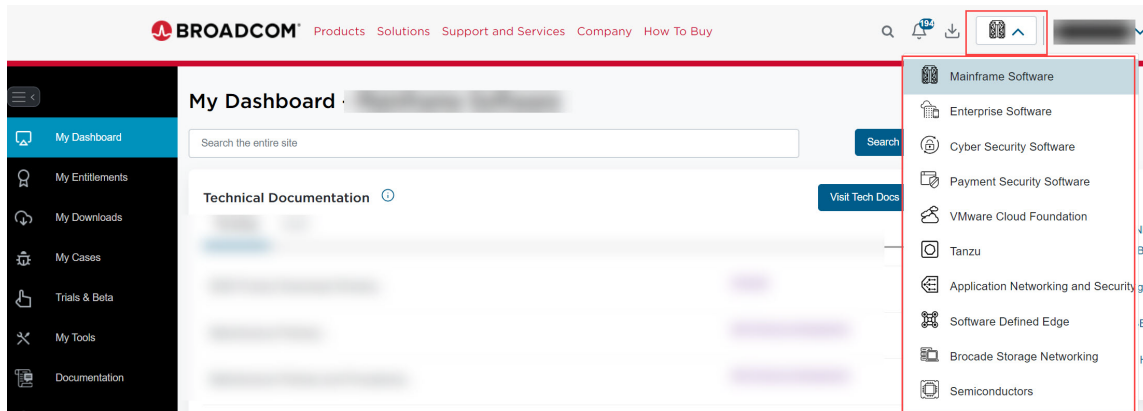 BROADCOM Products Solutions Support and Services Company How To Buy 194
My Dashboard -
Search the entire site Search
Technical Documentation Visit Tech Docs
My Dashboard
My Entitlements
My Downloads
My Cases
Trials & Beta
My Tools
Documentation
Mainframe Software
Enterprise Software
Cyber Security Software
Payment Security Software
VMware Cloud Foundation
Tanzu
Application Networking and Security
Software Defined Edge
Brocade Storage Networking
Semiconductors